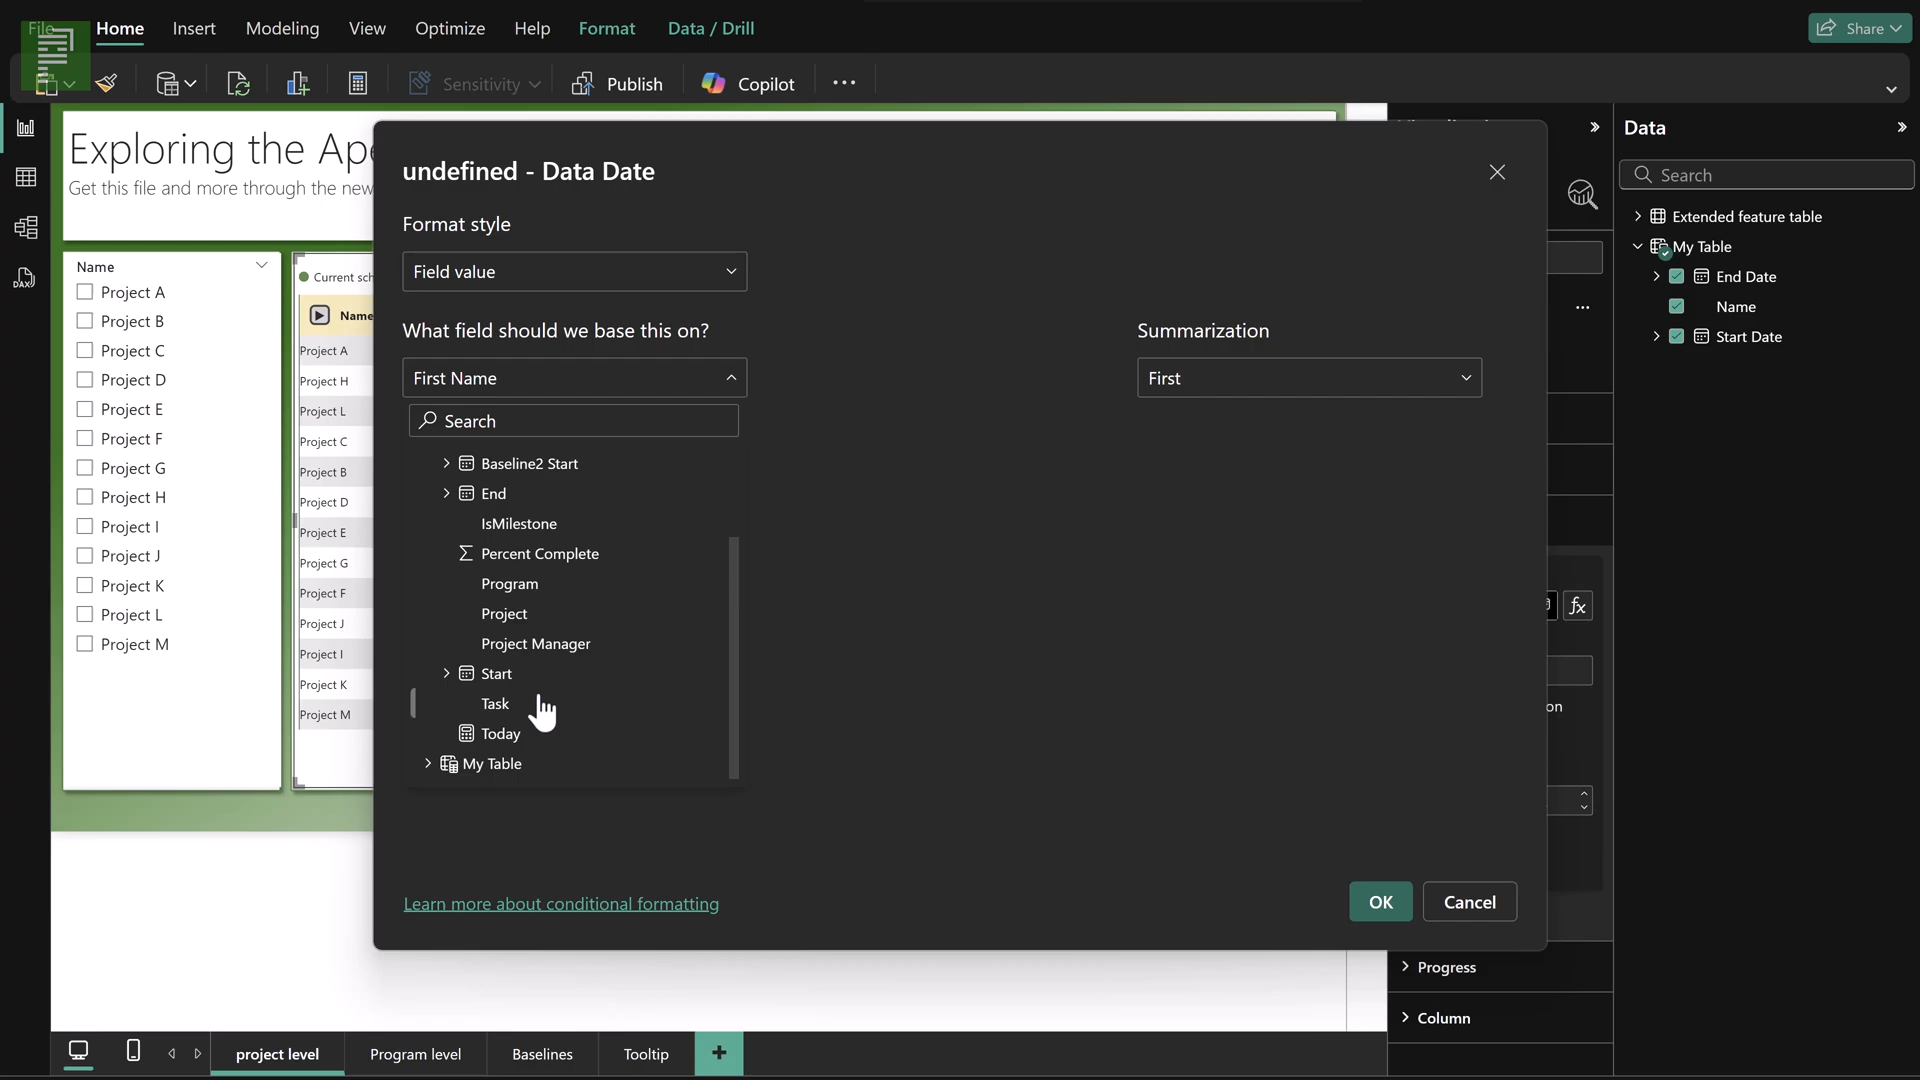 File
Home
Insert
Modeling
View
Optimize
Help
Format
Data / Drill
Share
Sensitivity
Publish
Copilot
Exploring the Ape
Get this file and more through the new
Name
Project A
Project B
Project C
Project D
Project E
Project F
Project G
Project H
Project I
Project J
Project K
Project L
Project M
Current sch
Name
Project A
Project H
Project L
Project C
Project B
Project D
Project E
Project G
Project F
Project J
Project I
Project K
Project M
undefined - Data Date
Format style
Field value
What field should we base this on?
First Name
Search
Baseline2 Start
End
IsMilestone
Percent Complete
Program
Project
Project Manager
Start
Task
Today
My Table
Summarization
First
Learn more about conditional formatting
OK
Cancel
on
Progress
Column
Data
Search
Extended feature table
My Table
End Date
Name
Start Date
DAX
project level
Program level
Baselines
Tooltip